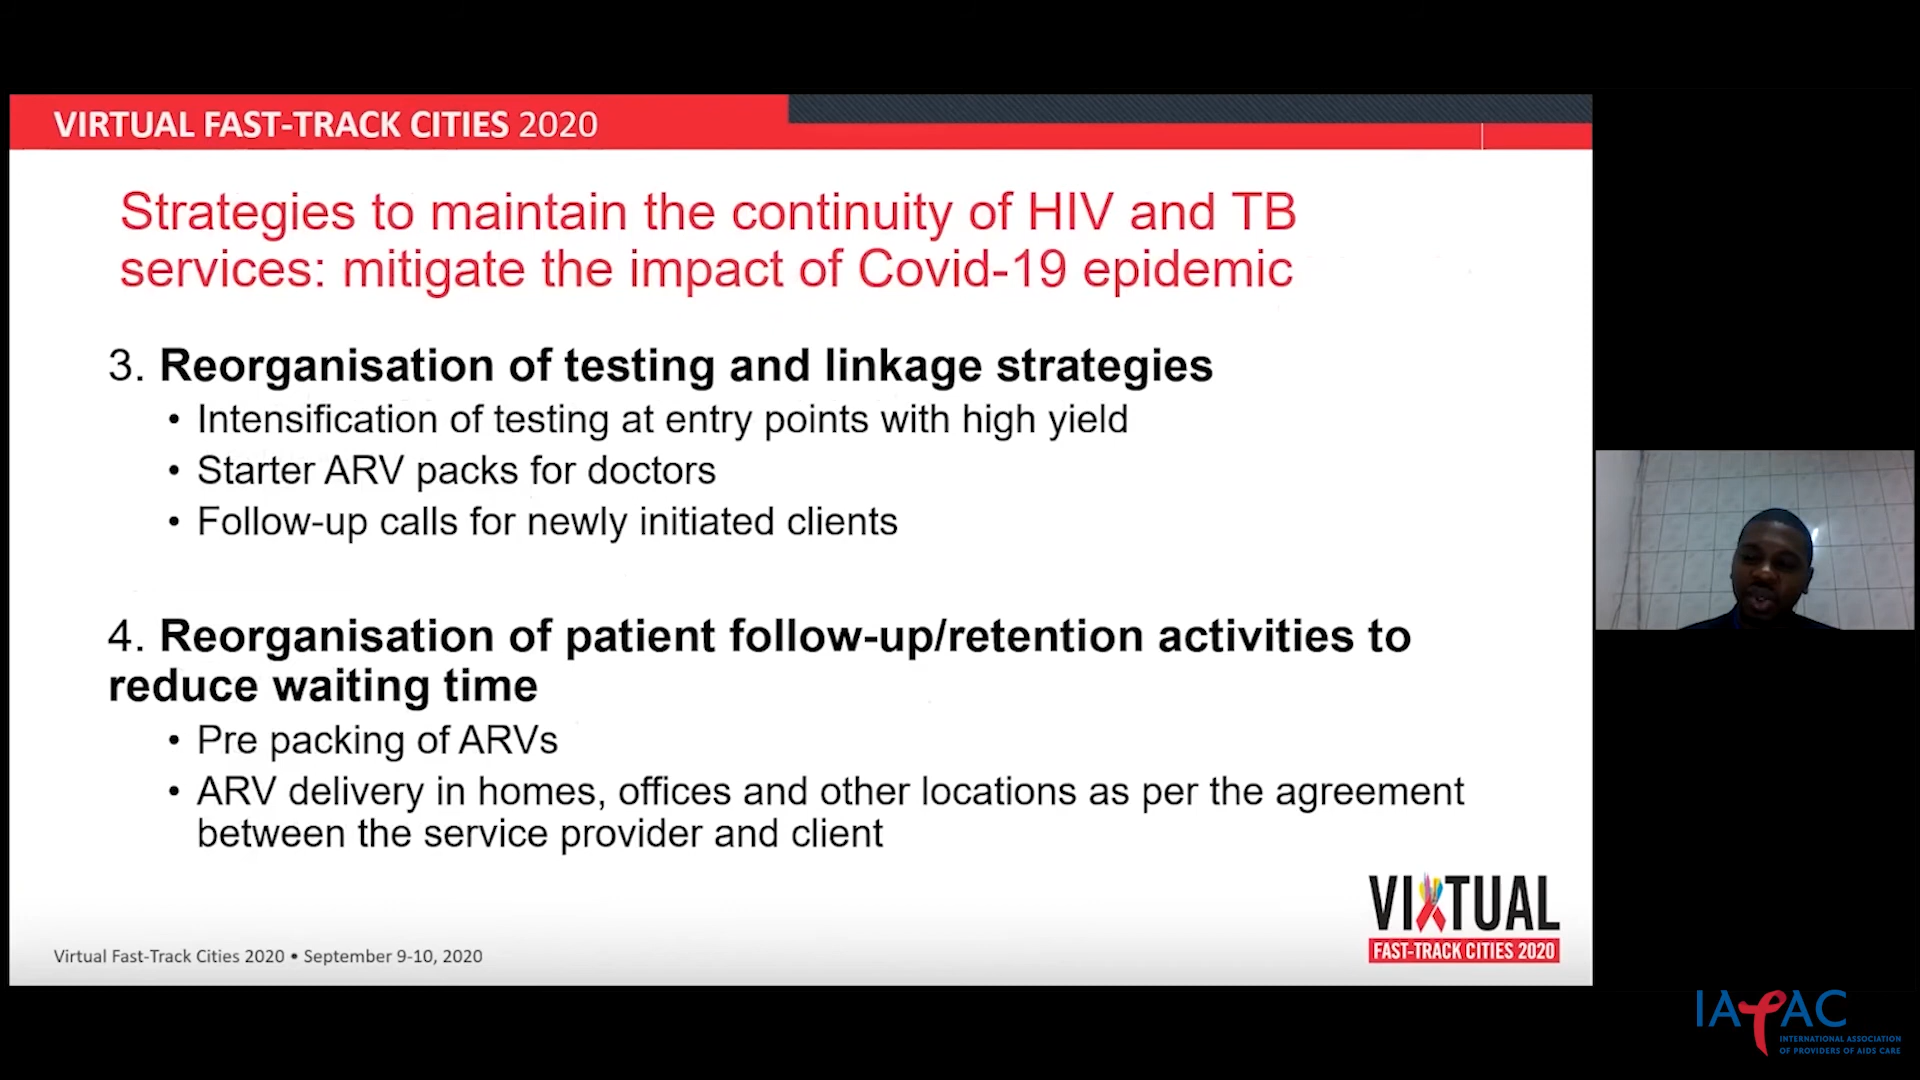 VIRTUAL FAST-TRACK CITIES 2020
Strategies to maintain the continuity of HIV and TB
services: mitigate the impact of Covid-19 epidemic
3. Reorganisation of testing and linkage strategies
• Intensification of testing at entry points with high yield
• Starter ARV packs for doctors
• Follow-up calls for newly initiated clients
4. Reorganisation of patient follow-up/retention activities to
reduce waiting time
• Pre packing of ARVs
• ARV delivery in homes, offices and other locations as per the agreement
between the service provider and client
VIRTUAL
FAST-TRACK CITIES 2020
Virtual Fast-Track Cities 2020 • September 9-10, 2020
IAPAC
INTERNATIONAL ASSOCIATION
OF PROVIDERS OF AIDS CARE